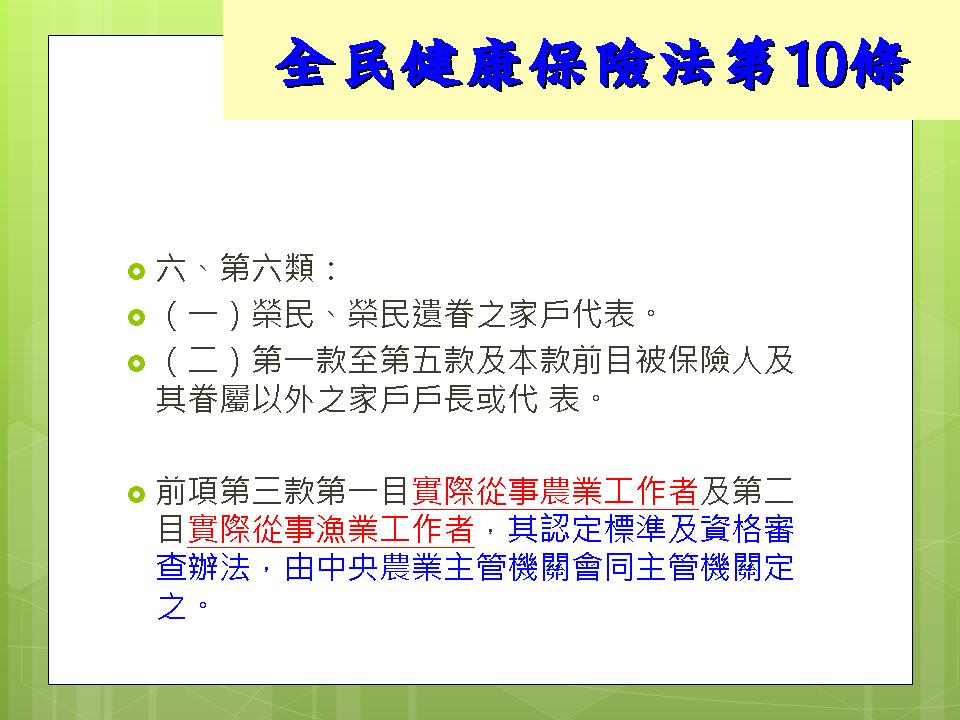 全民健康保險法第10條
六、第六類：
（一）榮民、榮民遺眷之家戶代表。
（二）第一款至第五款及本款前目被保險人及
其眷屬以外之家戶戶長或代 表。
前項第三款第一目實際從事農業工作者及第二
目實際從事漁業工作者，其認定標準及資格審
查辦法，由中央農業主管機關會同主管機關定
之。